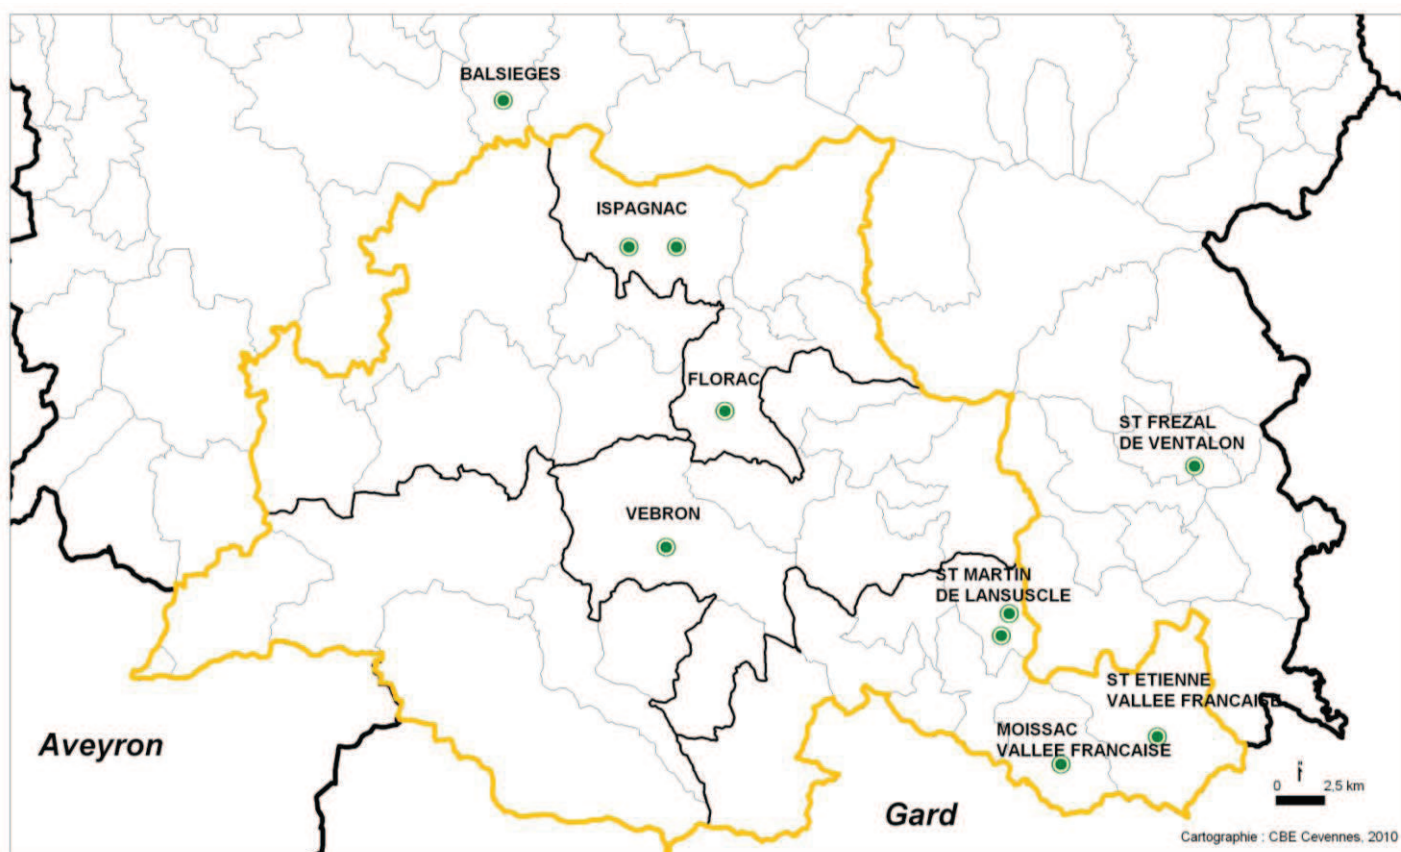 BALSIEGES
ISPAGNAC
FLORAC
ST FREZAL
DE VENTALON
VEBRON
ST MARTIN
DE LANSUSCLE
ST ETIENNE
VALLEE FRANCAISE
MOISSAC
VALLEE FRANCAISE
Aveyron
Gard
0 2,5 km
Cartographie : CBE Cevennes, 2010